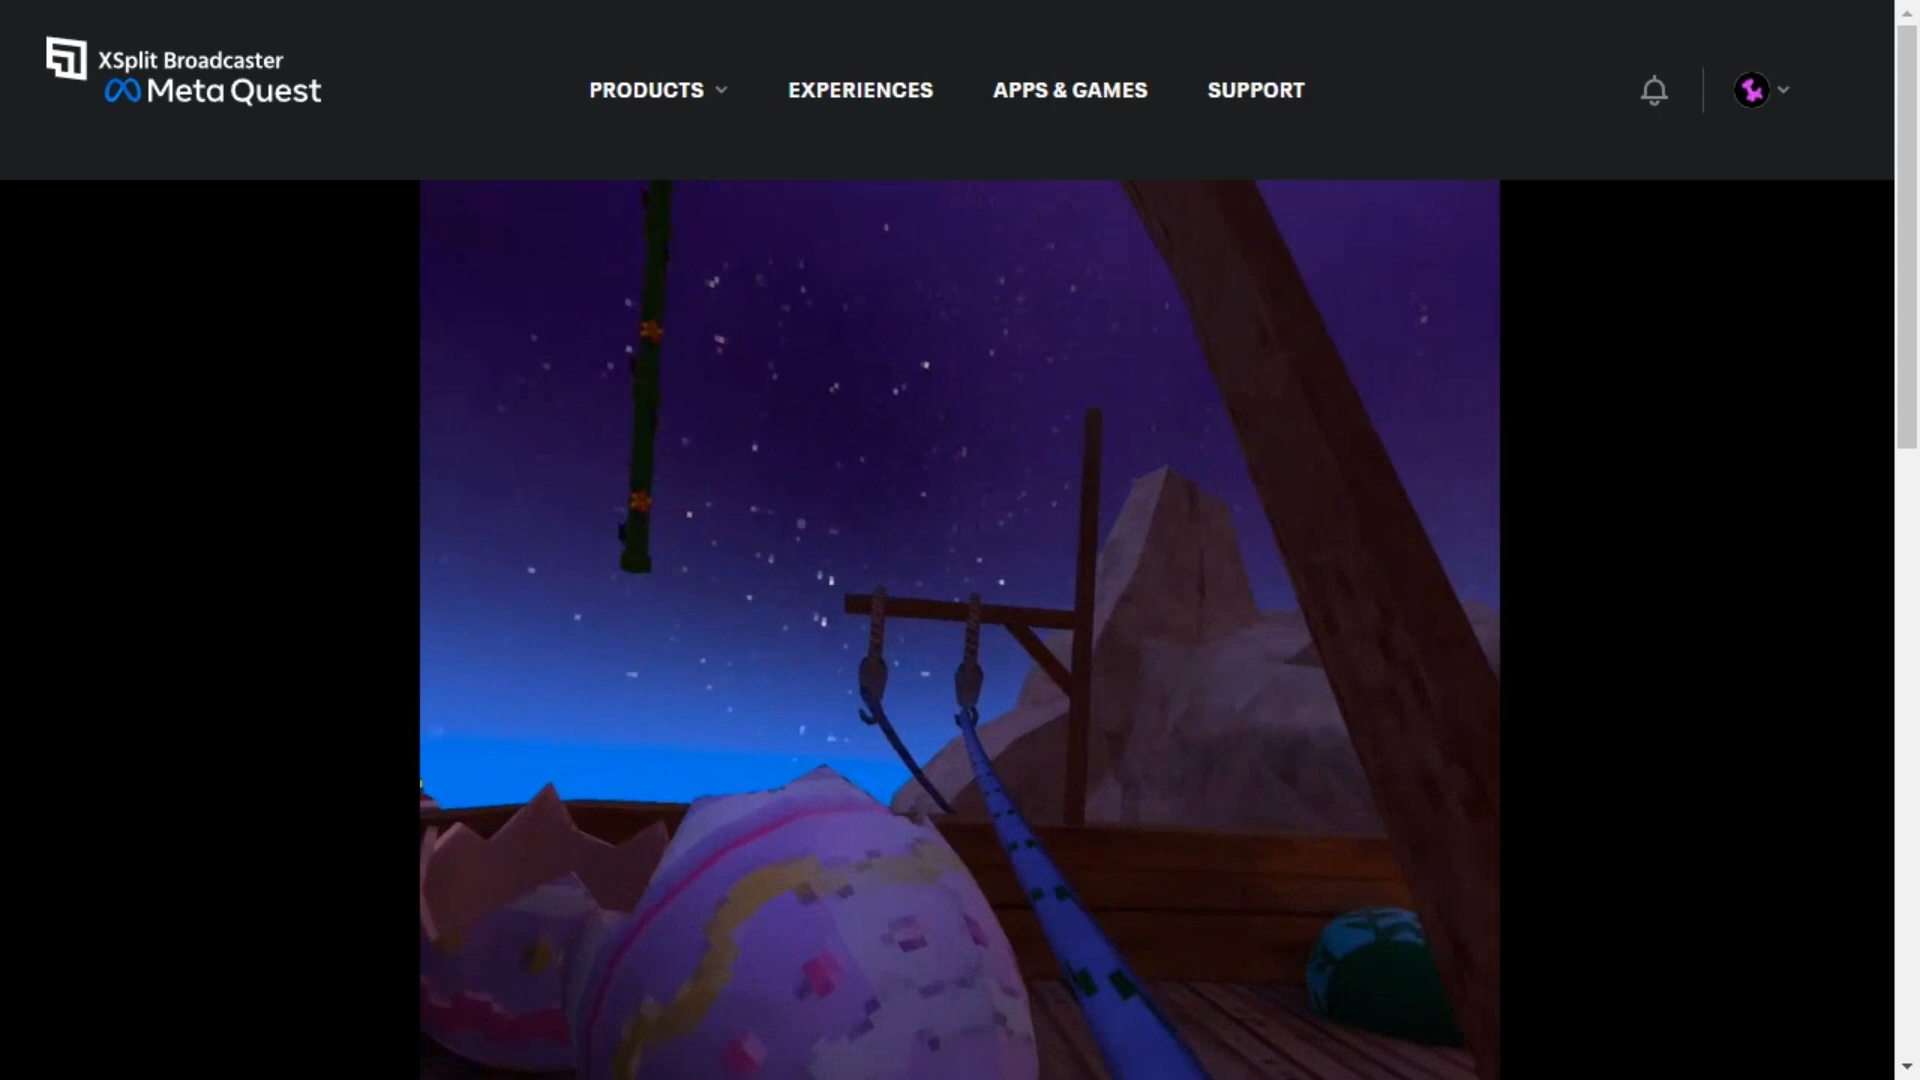 XSplit Broadcaster
Meta Quest
PRODUCTS
EXPERIENCES
APPS & GAMES
SUPPORT